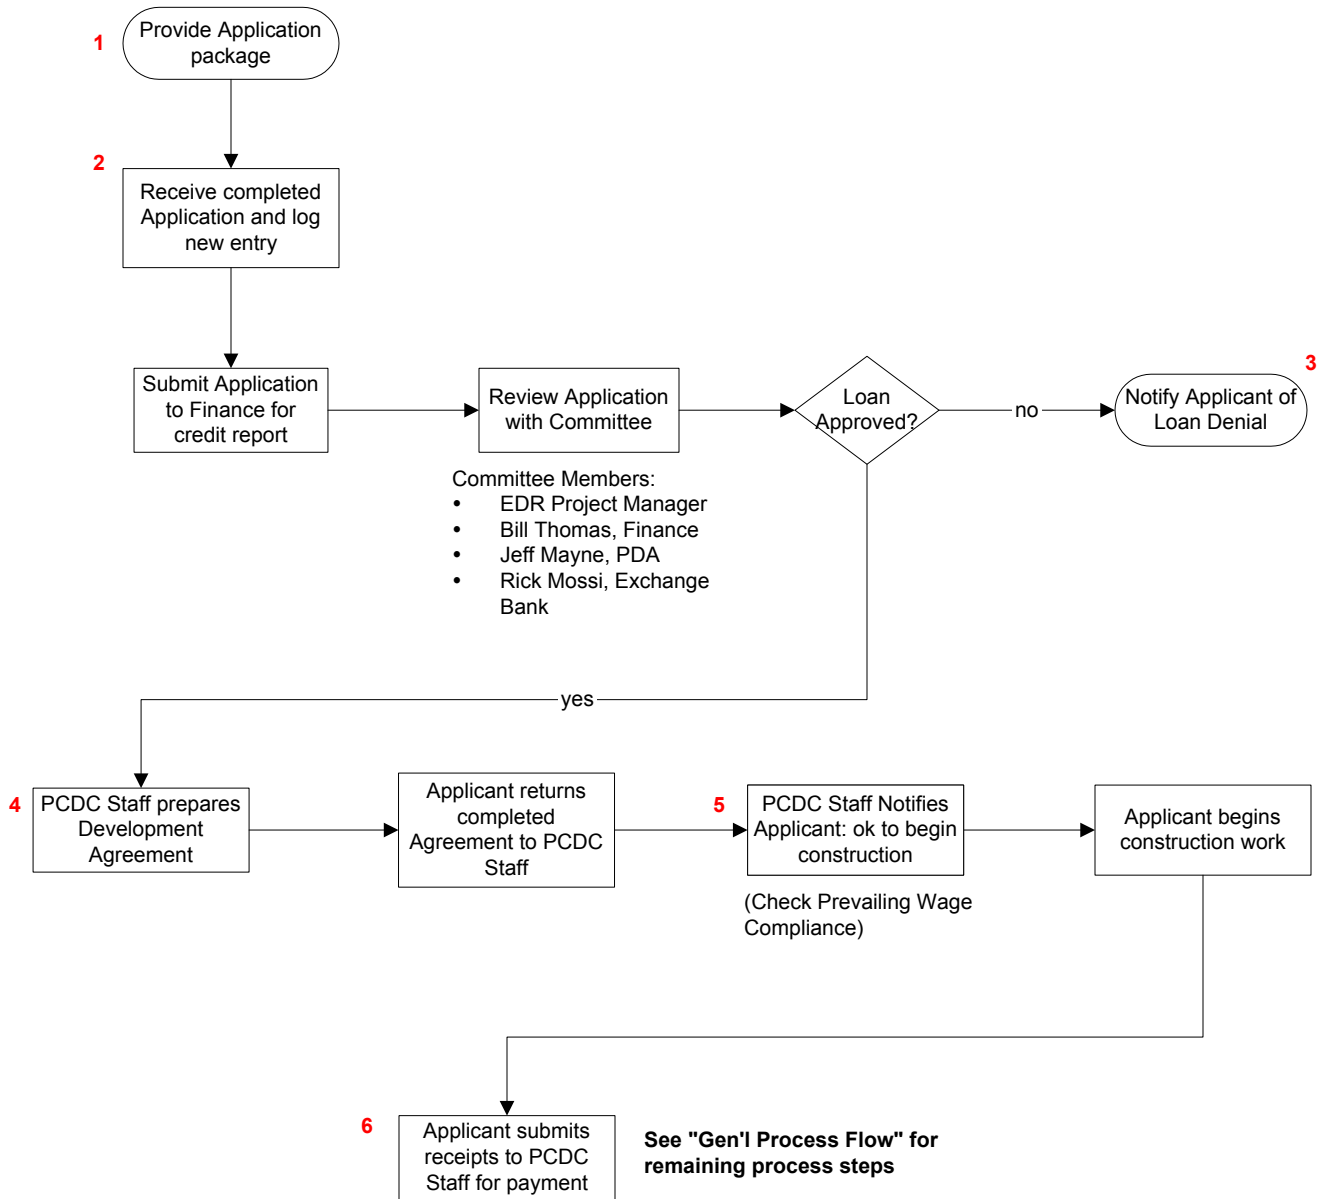 1
Provide Application
package
2
Receive completed
Application and log
new entry
Submit Application
to Finance for
credit report
Review Application
with Committee
Loan
Approved?
no
3
Notify Applicant of
Loan Denial
Committee Members:
• EDR Project Manager
• Bill Thomas, Finance
• Jeff Mayne, PDA
• Rick Mossi, Exchange
Bank
yes
4
PCDC Staff prepares
Development
Agreement
Applicant returns
completed
Agreement to PCDC
Staff
5
PCDC Staff Notifies
Applicant: ok to begin
construction
(Check Prevailing Wage
Compliance)
Applicant begins
construction work
6
Applicant submits
receipts to PCDC
Staff for payment
See "Gen'l Process Flow" for
remaining process steps